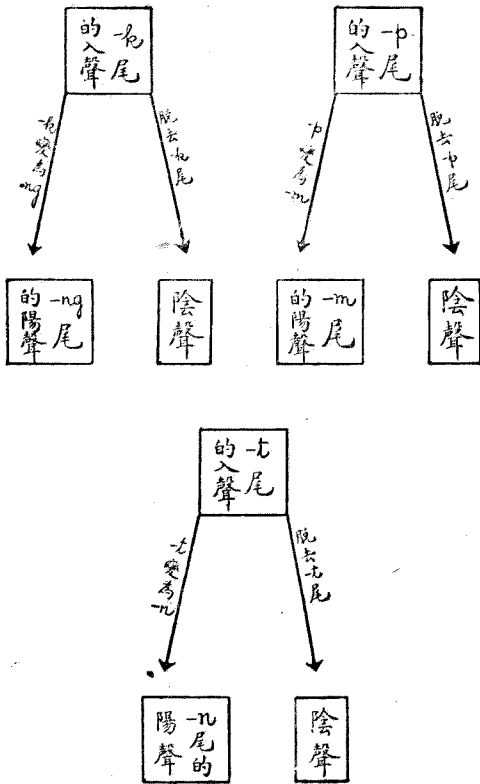 -k尾
的入聲
-k變為-ng
脫去-k尾
-ng尾
的陽聲
陰聲
-p尾
的入聲
-p變為-m
脫去-p尾
-m尾
的陽聲
陰聲
-t尾
的入聲
-t變為-n
脫去-t尾
-n尾的
陽聲
陰聲